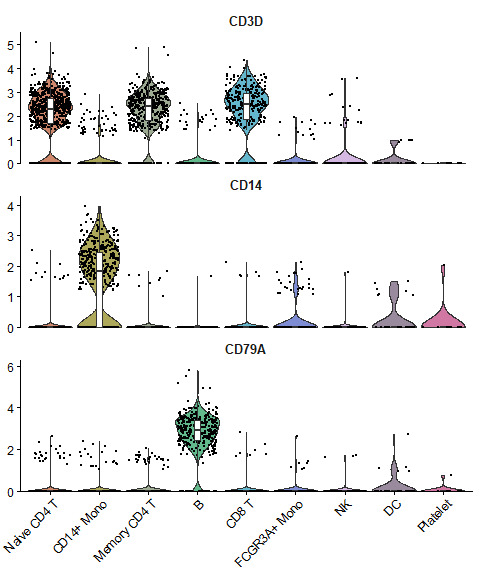 CD3D
5
4
3
2
1
0
CD14
4
3
2
1
0
CD79A
6
4
2
0
Naive CD4 T
CD14+ Mono
Memory CD4 T
B
CD8 T
FCGR3A+ Mono
NK
DC
Platelet